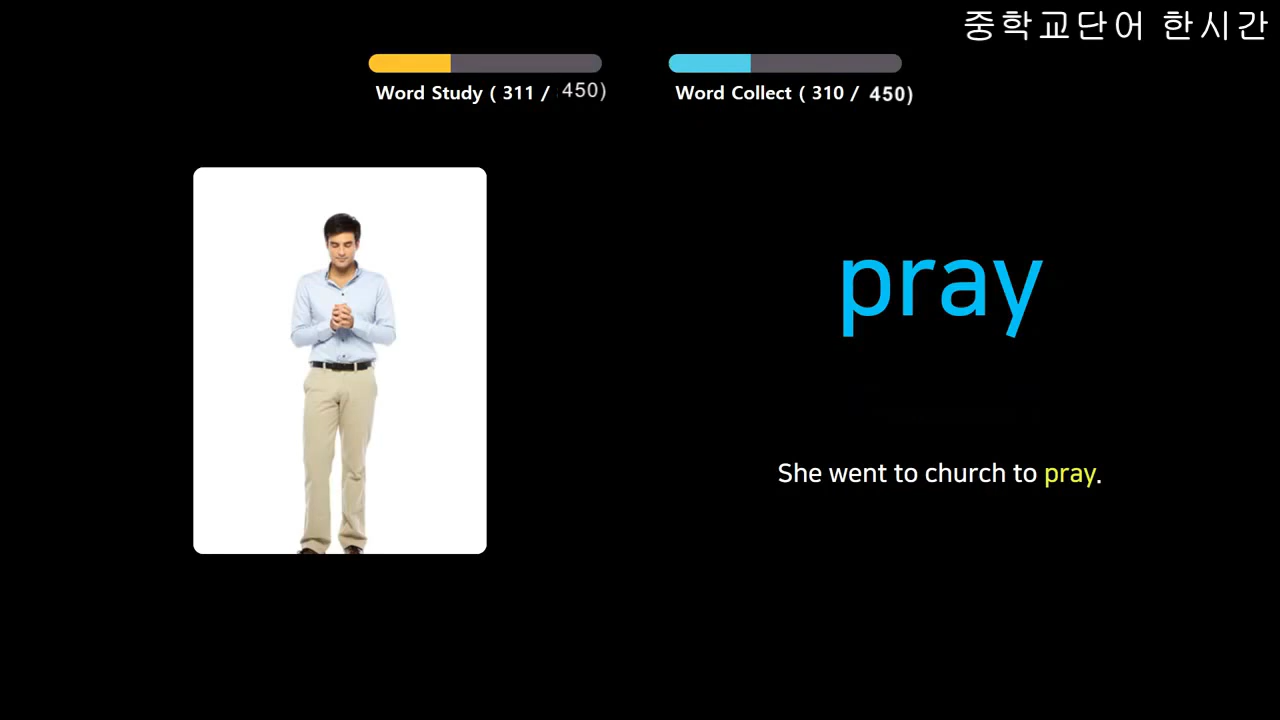 중학교단어 한시간
Word Study ( 311 / 450)
Word Collect ( 310 / 450)
pray
She went to church to pray.